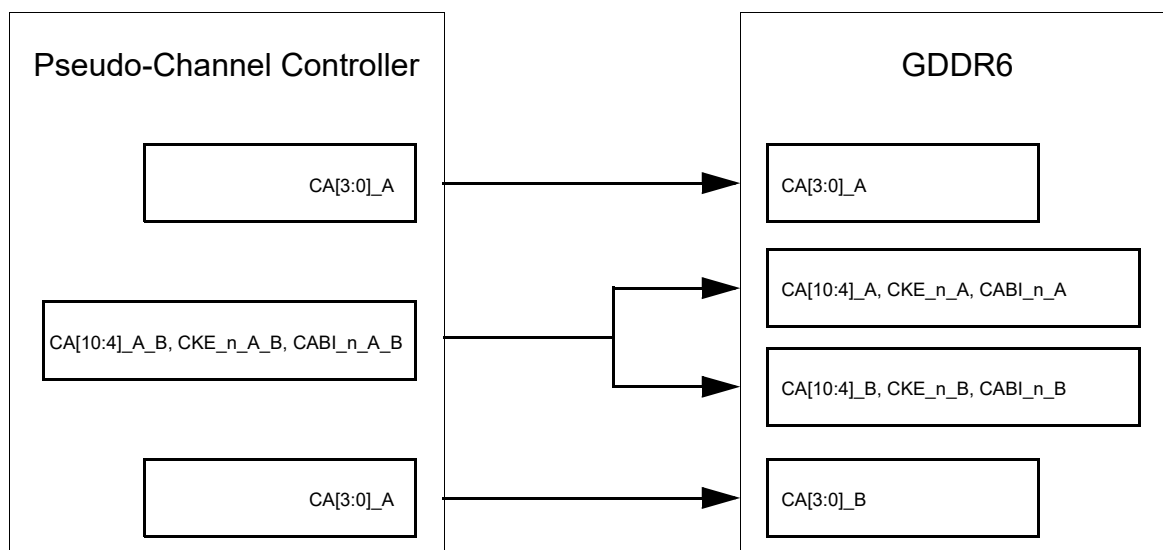 Pseudo-Channel Controller
GDDR6
CA[3:0]_A
CA[3:0]_A
CA[10:4]_A, CKE_n_A, CABI_n_A
CA[10:4]_A_B, CKE_n_A_B, CABI_n_A_B
CA[10:4]_B, CKE_n_B, CABI_n_B
CA[3:0]_A
CA[3:0]_B